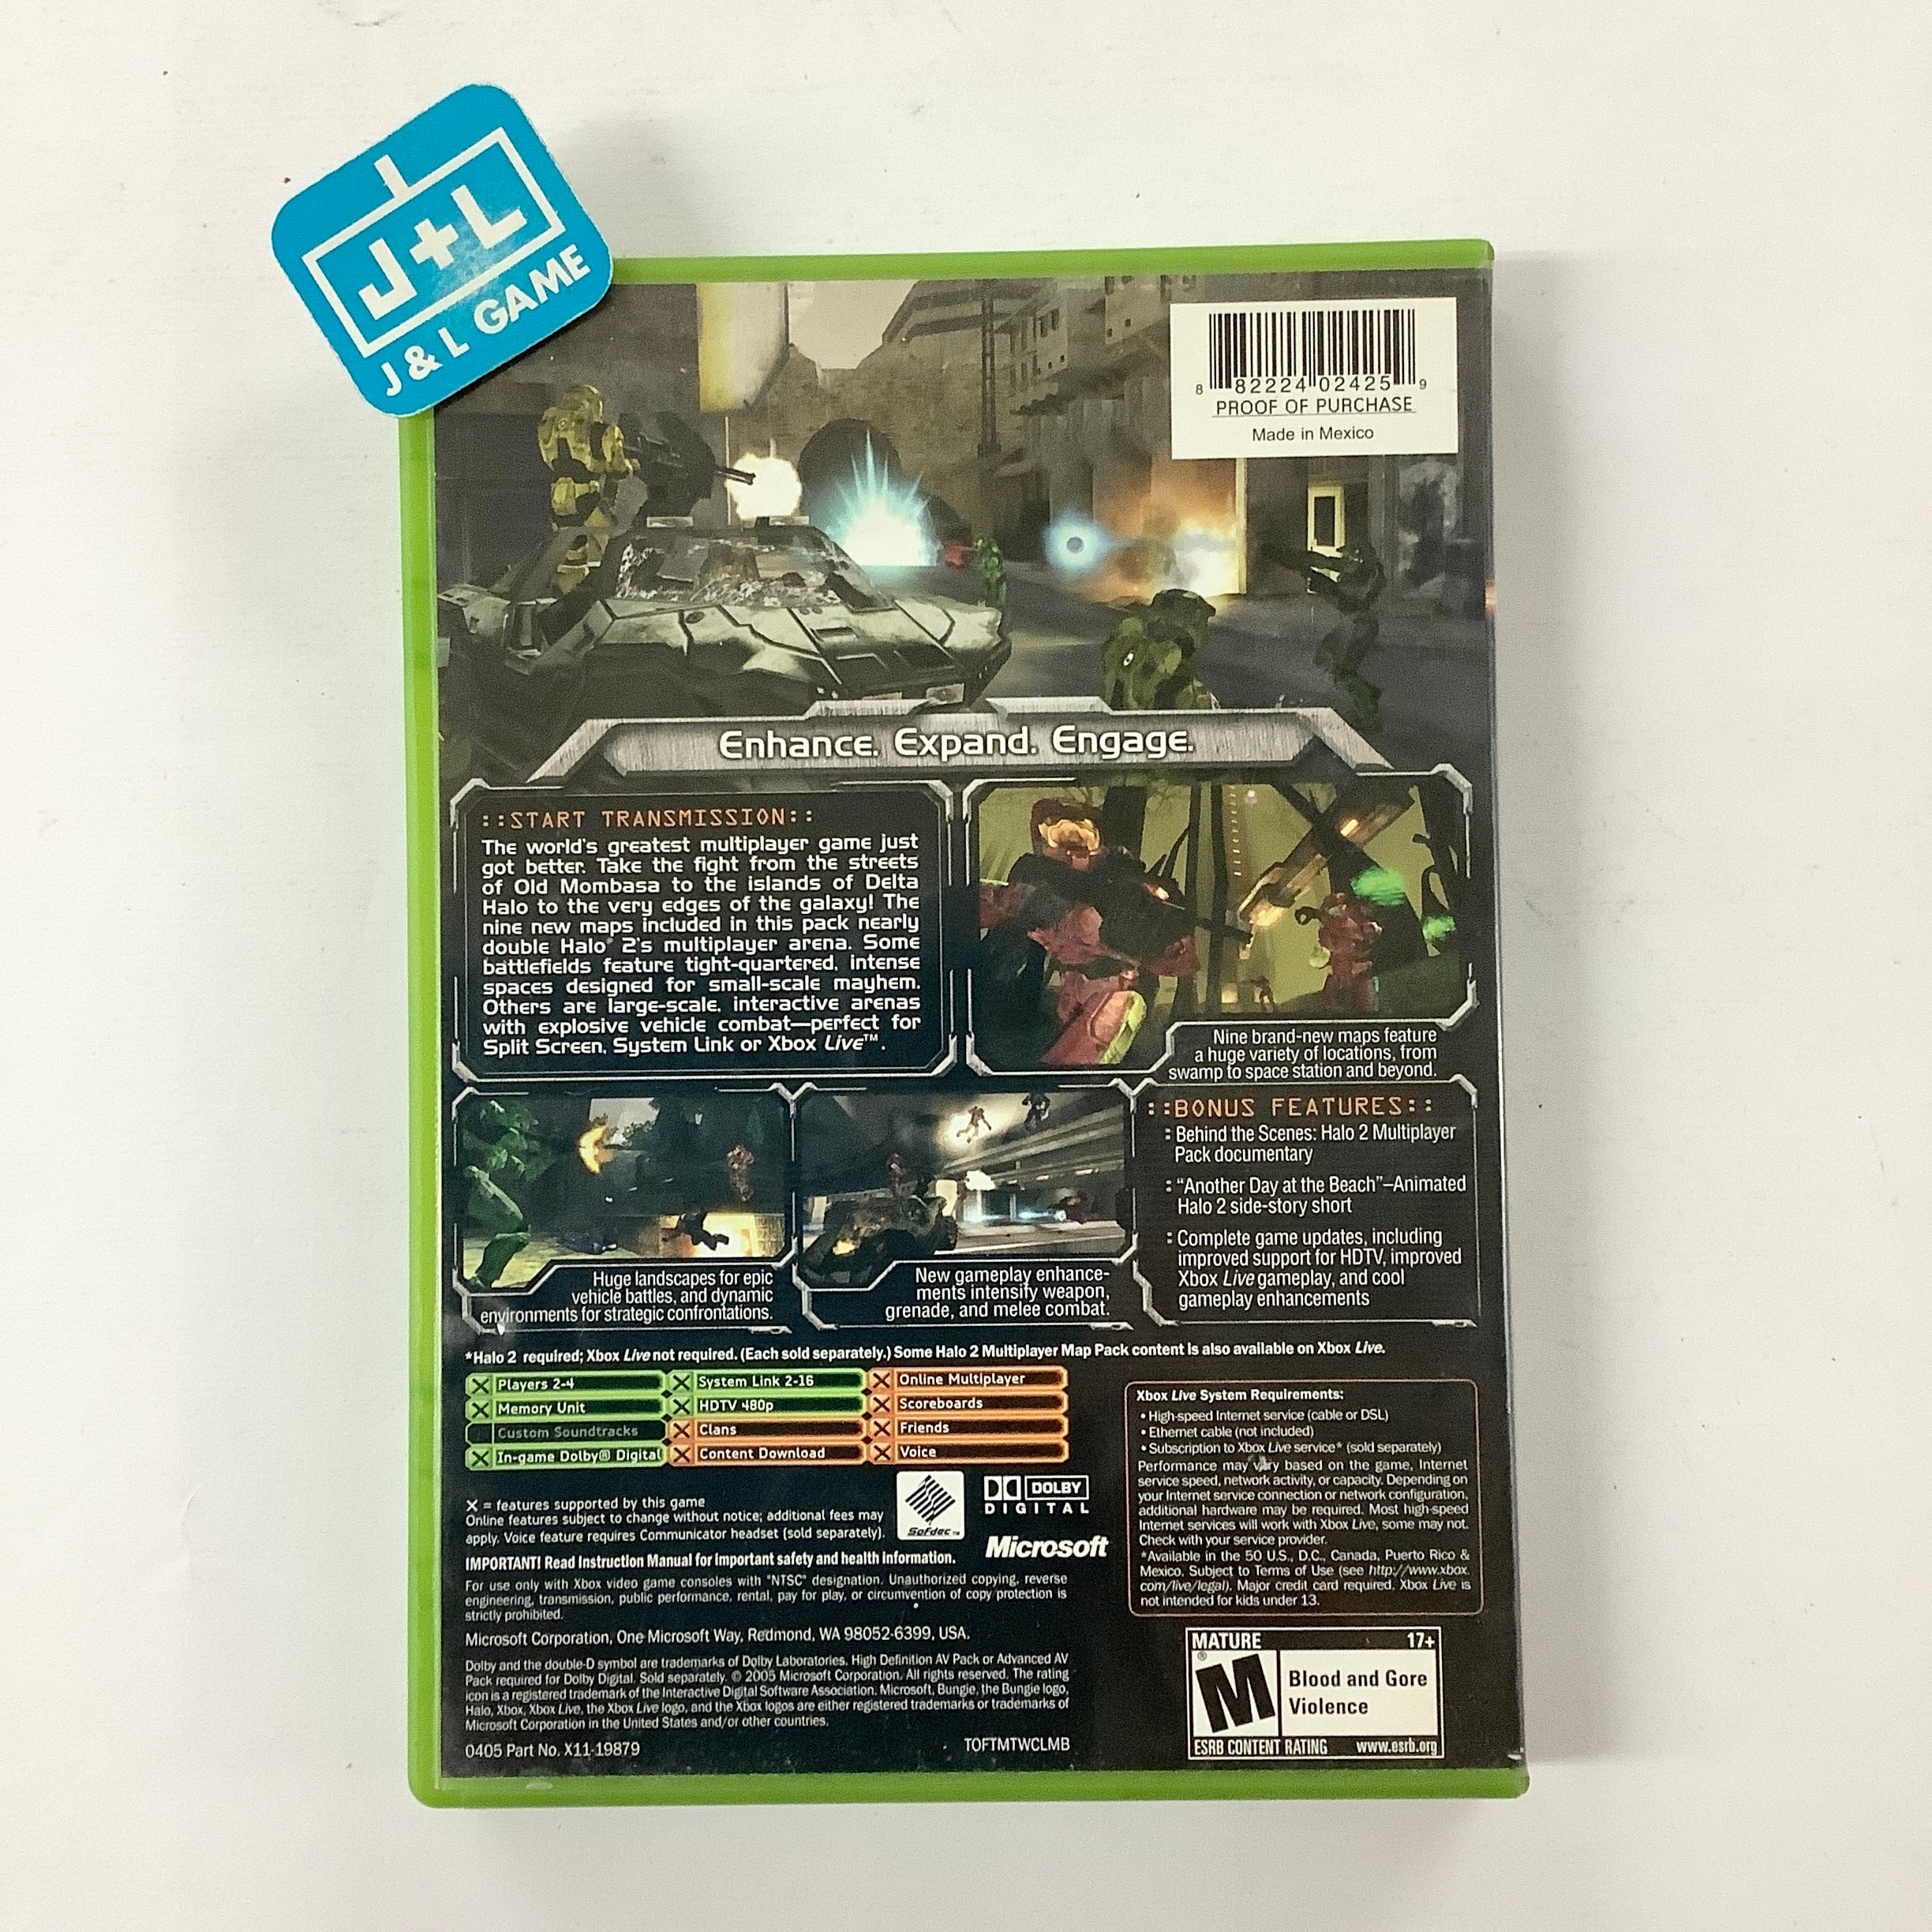 J+L
J & L GAME
8 82224 02425 9
PROOF OF PURCHASE
Made in Mexico
Enhance. Expand. Engage.
::START TRANSMISSION::
The world's greatest multiplayer game just
got better. Take the fight from the streets
of Old Mombasa to the islands of Delta
Halo to the very edges of the galaxy! The
nine new maps included in this pack nearly
double Halo® 2's multiplayer arena. Some
battlefields feature tight-quartered, intense
spaces designed for small-scale mayhem.
Others are large-scale, interactive arenas
with explosive vehicle combat—perfect for
Split Screen, System Link or Xbox Live™.
Nine brand-new maps feature
a huge variety of locations, from
swamp to space station and beyond.
Huge landscapes for epic
vehicle battles, and dynamic
environments for strategic confrontations.
New gameplay enhance-
ments intensify weapon,
grenade, and melee combat.
::BONUS FEATURES::
: Behind the Scenes: Halo 2 Multiplayer
Pack documentary
: “Another Day at the Beach”–Animated
Halo 2 side-story short
: Complete game updates, including
improved support for HDTV, improved
Xbox Live gameplay, and cool
gameplay enhancements
*Halo 2 required; Xbox Live not required. (Each sold separately.) Some Halo 2 Multiplayer Map Pack content is also available on Xbox Live.
X Players 2-4 X System Link 2-16 X Online Multiplayer
X Memory Unit X HDTV 480p X Scoreboards
Custom Soundtracks X Clans X Friends
X In-game Dolby® Digital X Content Download X Voice
X = features supported by this game
Online features subject to change without notice; additional fees may
apply. Voice feature requires Communicator headset (sold separately).
Sofdec™
DOLBY
DIGITAL
Microsoft
IMPORTANT! Read Instruction Manual for important safety and health information.
For use only with Xbox video game consoles with "NTSC" designation. Unauthorized copying, reverse
engineering, transmission, public performance, rental, pay for play, or circumvention of copy protection is
strictly prohibited.
Microsoft Corporation, One Microsoft Way, Redmond, WA 98052-6399, USA.
Dolby and the double-D symbol are trademarks of Dolby Laboratories. High Definition AV Pack or Advanced AV
Pack required for Dolby Digital. Sold separately. © 2005 Microsoft Corporation. All rights reserved. The rating
icon is a registered trademark of the Interactive Digital Software Association. Microsoft, Bungie, the Bungie logo,
Halo, Xbox, Xbox Live, the Xbox Live logo, and the Xbox logos are either registered trademarks or trademarks of
Microsoft Corporation in the United States and/or other countries.
0405 Part No. X11-19879
TOFTMTWCLMB
Xbox Live System Requirements:
• High-speed Internet service (cable or DSL)
• Ethernet cable (not included)
• Subscription to Xbox Live service* (sold separately)
Performance may vary based on the game, Internet
service speed, network activity, or capacity. Depending on
your Internet service connection or network configuration,
additional hardware may be required. Most high-speed
Internet services will work with Xbox Live, some may not.
Check with your service provider.
*Available in the 50 U.S., D.C., Canada, Puerto Rico &
Mexico. Subject to Terms of Use (see http://www.xbox.
com/live/legal). Major credit card required. Xbox Live is
not intended for kids under 13.
MATURE 17+
M
®
Blood and Gore
Violence
ESRB CONTENT RATING www.esrb.org